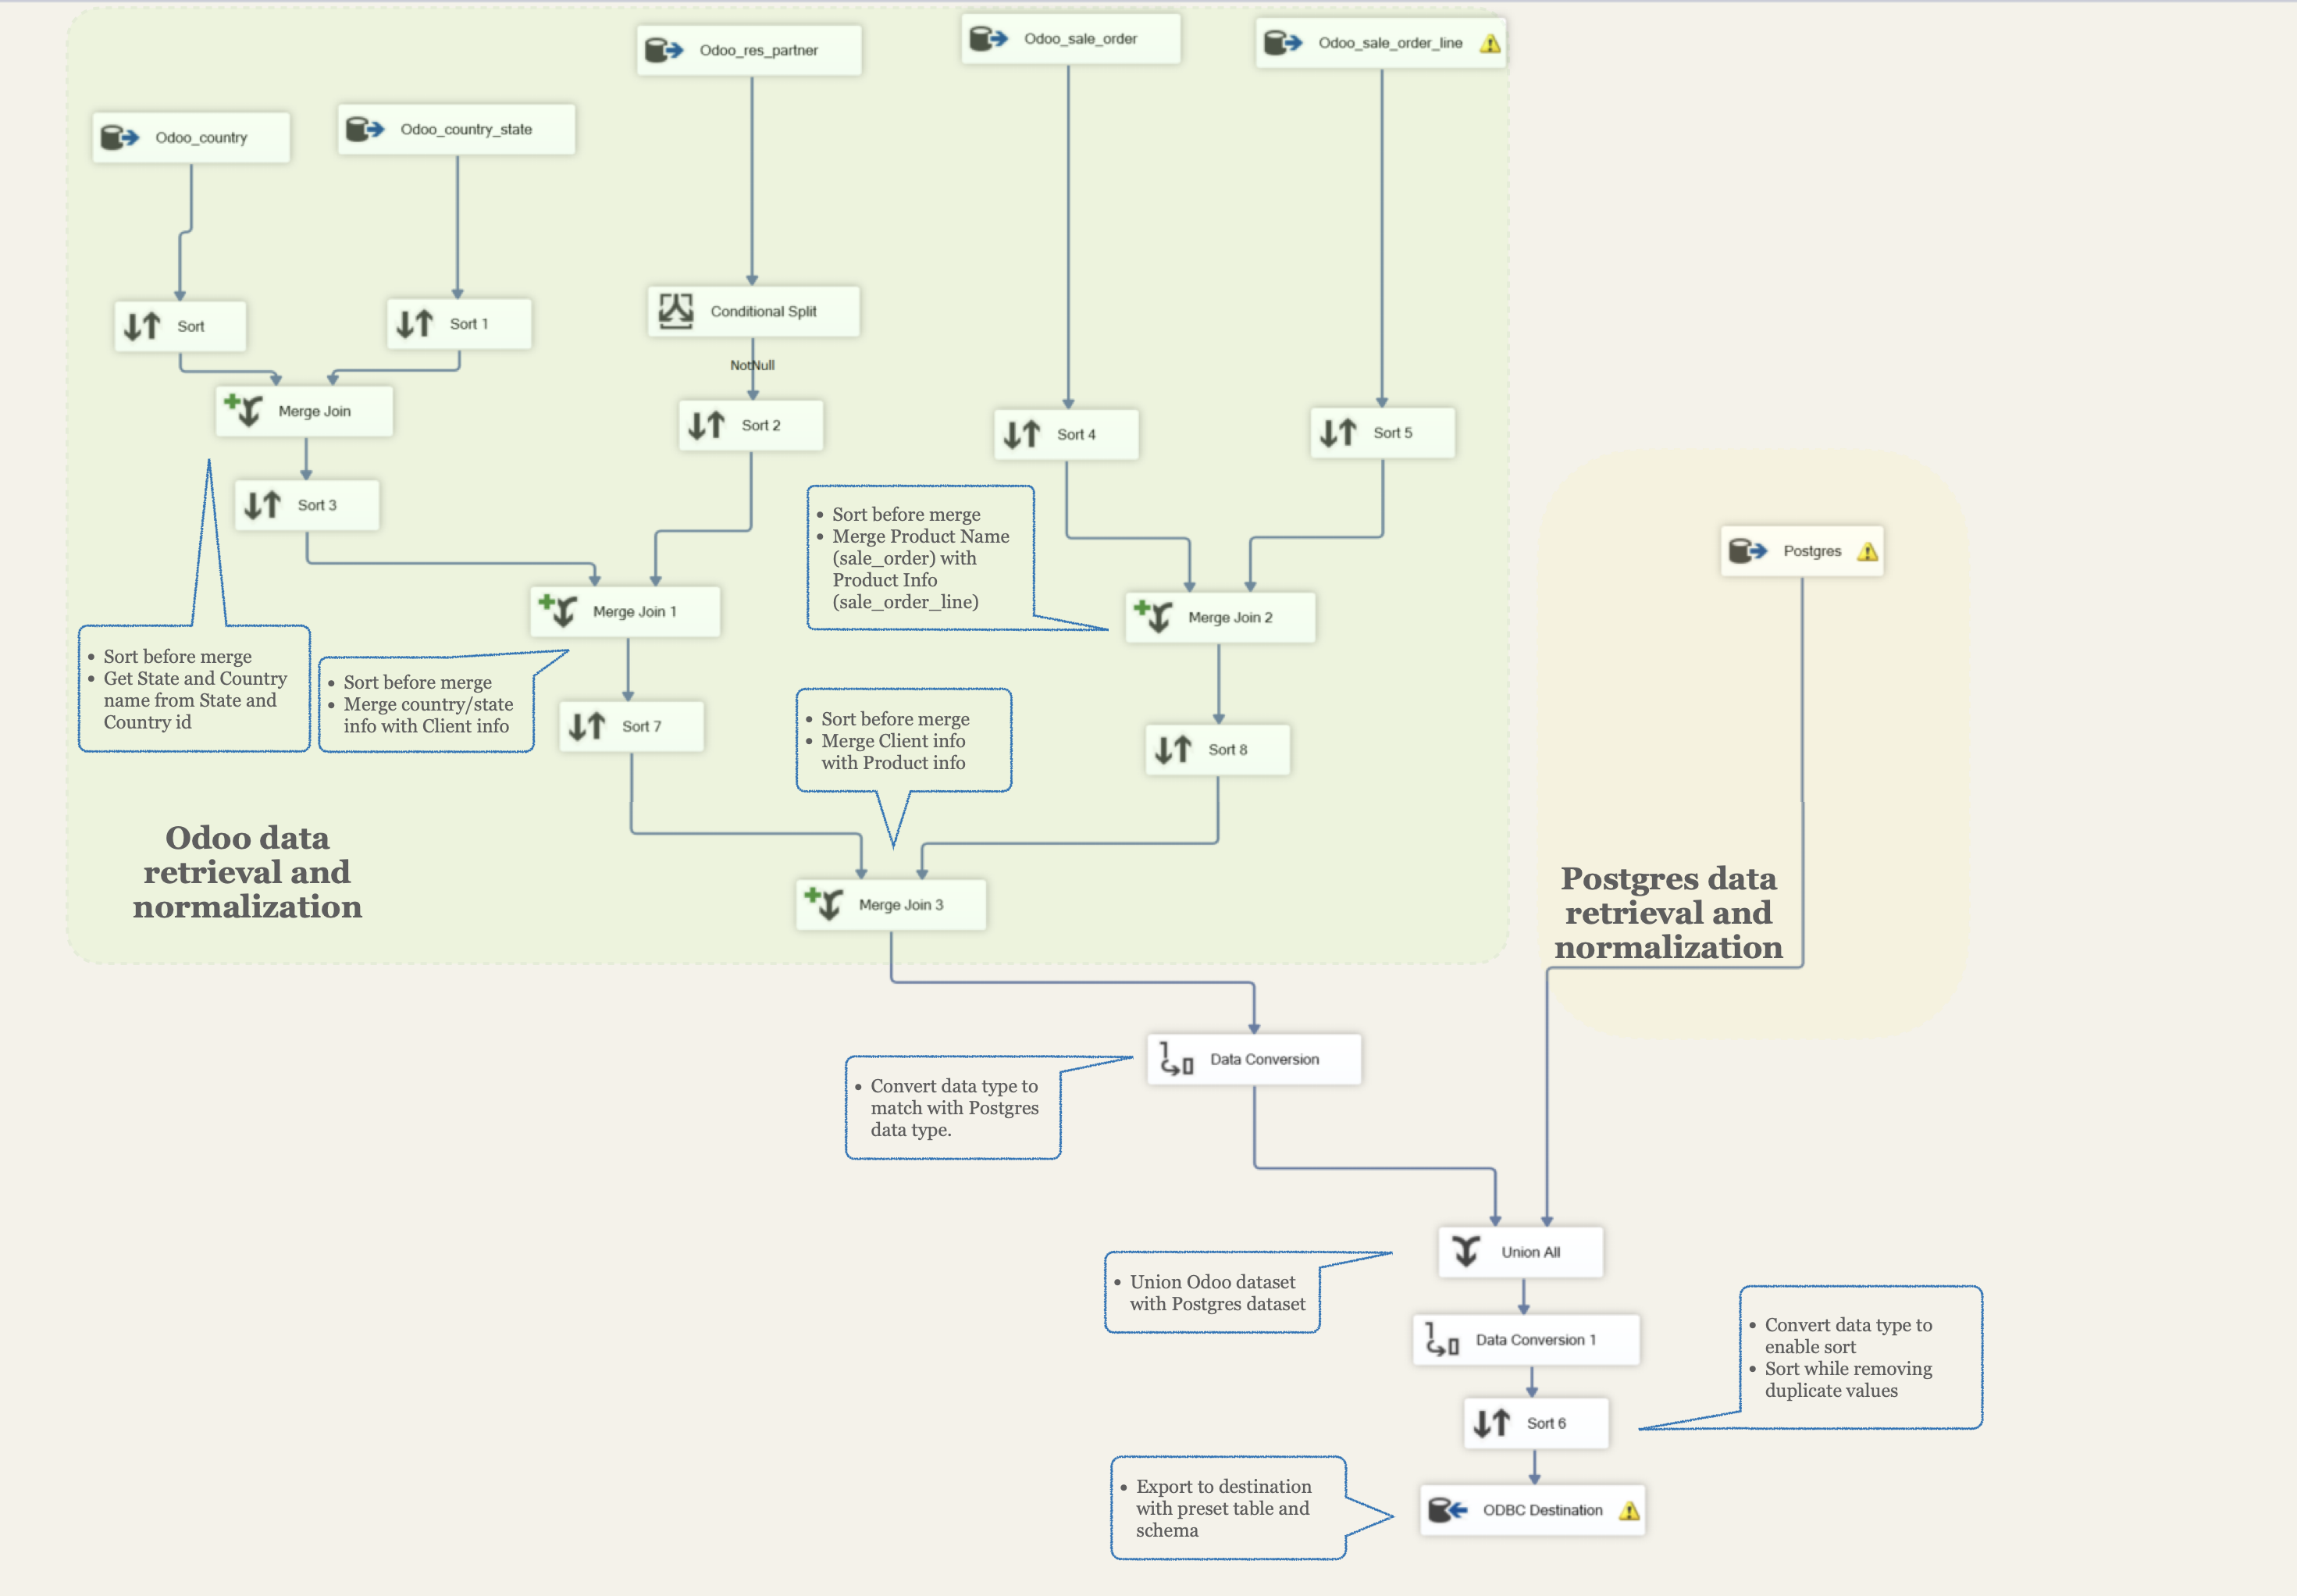 Odoo_res_partner
Odoo_sale_order
Odoo_sale_order_line
Odoo_country
Odoo_country_state
Sort
Sort 1
Conditional Split
NotNull
Merge Join
Sort 2
Sort 4
Sort 5
Sort 3
• Sort before merge
• Merge Product Name
(sale_order) with
Product Info
(sale_order_line)
Postgres
Merge Join 1
Merge Join 2
• Sort before merge
• Get State and Country
name from State and
Country id
• Sort before merge
• Merge country/state
info with Client info
Sort 7
• Sort before merge
• Merge Client info
with Product info
Sort 8
Odoo data
retrieval and
normalization
Merge Join 3
Postgres data
retrieval and
normalization
Data Conversion
• Convert data type to
match with Postgres
data type.
Union All
• Union Odoo dataset
with Postgres dataset
Data Conversion 1
• Convert data type to
enable sort
• Sort while removing
duplicate values
Sort 6
• Export to destination
with preset table and
schema
ODBC Destination